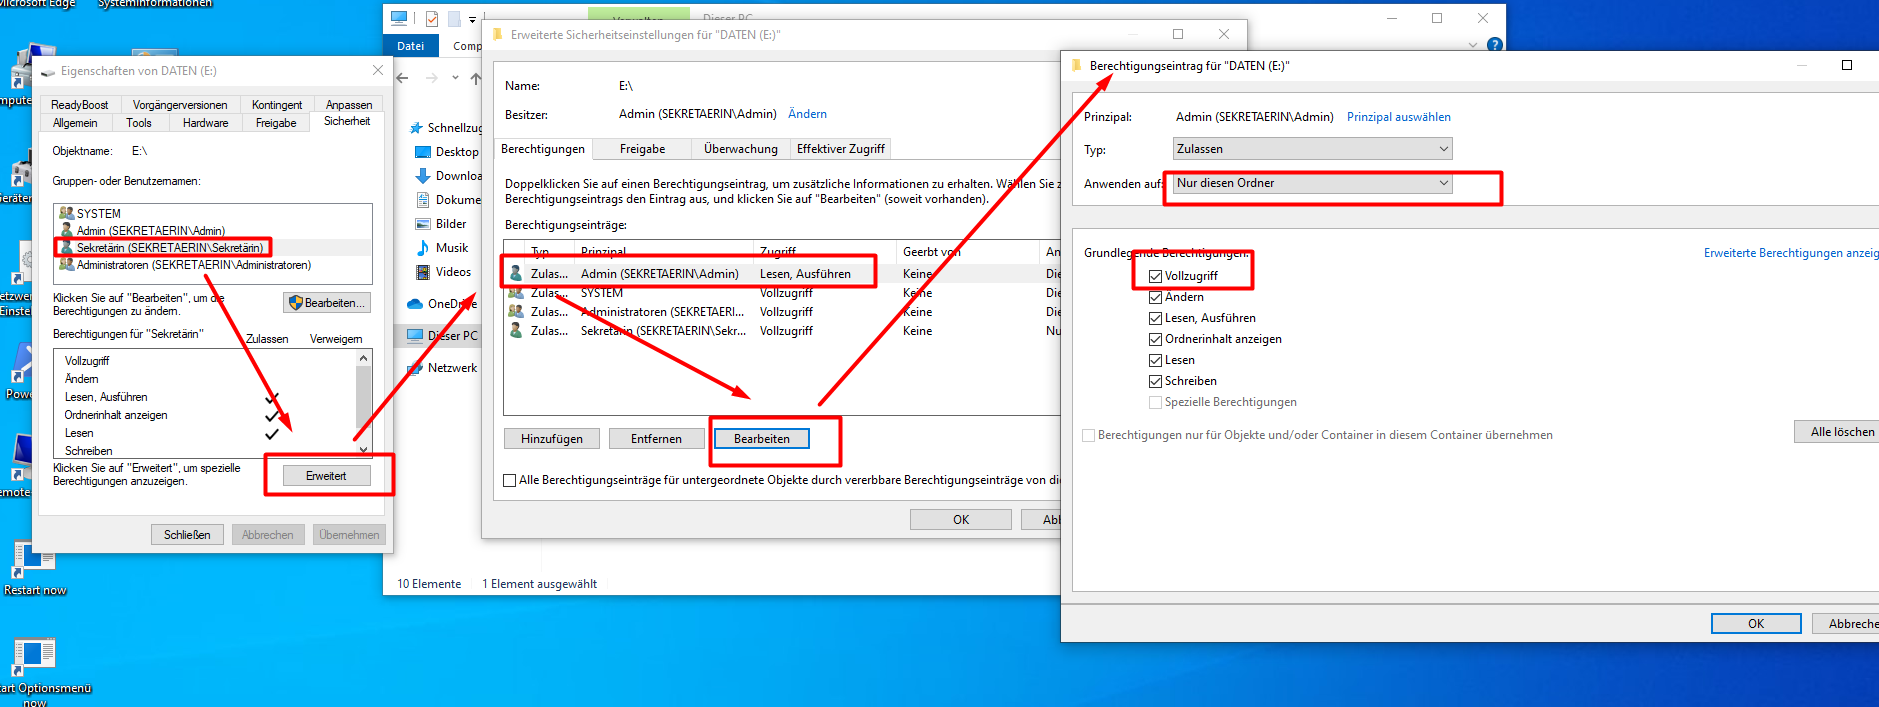 Microsoft Edge
Systeminformationen
Restart now
Optionsmenü
now
Eigenschaften von DATEN (E:)
ReadyBoost
Vorgängerversionen
Kontingent
Anpassen
Allgemein
Tools
Hardware
Freigabe
Sicherheit
Objektname:
E:\
Gruppen- oder Benutzernamen:
SYSTEM
Admin (SEKRETAERIN\Admin)
Sekretärin (SEKRETAERIN\Sekretärin)
Administratoren (SEKRETAERIN\Administratoren)
Klicken Sie auf "Bearbeiten", um die
Berechtigungen zu ändern.
Bearbeiten...
Berechtigungen für "Sekretärin"
Zulassen
Verweigern
Vollzugriff
Ändern
Lesen, Ausführen
Ordnerinhalt anzeigen
Lesen
Schreiben
Klicken Sie auf "Erweitert", um spezielle
Berechtigungen anzuzeigen.
Erweitert
Schließen
Abbrechen
Übernehmen
Verwalten
Dieser PC
Datei
Comp
Schnellzug
Desktop
Downloa
Dokume
Bilder
Musik
Videos
OneDrive
Dieser PC
Netzwerk
10 Elemente
1 Element ausgewählt
Erweiterte Sicherheitseinstellungen für "DATEN (E:)"
Name:
E:\
Besitzer:
Admin (SEKRETAERIN\Admin)
Ändern
Berechtigungen
Freigabe
Überwachung
Effektiver Zugriff
Doppelklicken Sie auf einen Berechtigungseintrag, um zusätzliche Informationen zu erhalten. Wählen Sie z
Berechtigungseintrags den Eintrag aus, und klicken Sie auf "Bearbeiten" (soweit vorhanden).
Berechtigungseinträge:
Typ Prinzipal Zugriff Geerbt von An
Zulas... Admin (SEKRETAERIN\Admin) Lesen, Ausführen Keine Die
Zulas... SYSTEM Vollzugriff Keine Die
Zulas... Administratoren (SEKRETAERI... Vollzugriff Keine Die
Zulas... Sekretärin (SEKRETAERIN\Sekr... Vollzugriff Keine Nu
Hinzufügen
Entfernen
Bearbeiten
Alle Berechtigungseinträge für untergeordnete Objekte durch vererbbare Berechtigungseinträge von die
OK
Ab
Berechtigungseintrag für "DATEN (E:)"
Prinzipal:
Admin (SEKRETAERIN\Admin)
Prinzipal auswählen
Typ:
Zulassen
Anwenden auf:
Nur diesen Ordner
Grundlegende Berechtigungen:
Erweiterte Berechtigungen anzeig
Vollzugriff
Ändern
Lesen, Ausführen
Ordnerinhalt anzeigen
Lesen
Schreiben
Spezielle Berechtigungen
Berechtigungen nur für Objekte und/oder Container in diesem Container übernehmen
Alle löschen
OK
Abbreche